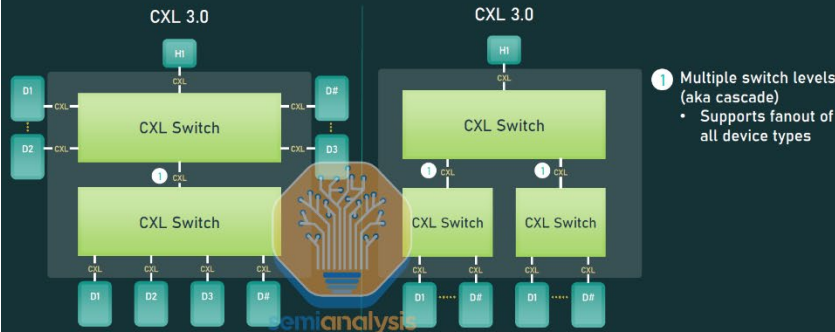 CXL 3.0
H1
CXL
D1
CXL
CXL
D#
CXL Switch
D2
CXL
CXL
D3
1
CXL
CXL Switch
CXL
CXL
CXL
CXL
D1
D2
D3
D#
CXL 3.0
H1
CXL
CXL Switch
1
CXL
1
CXL
CXL Switch
CXL Switch
CXL
CXL
CXL
CXL
D1
D#
D1
D#
1 Multiple switch levels
(aka cascade)
• Supports fanout of
all device types
semianalysis